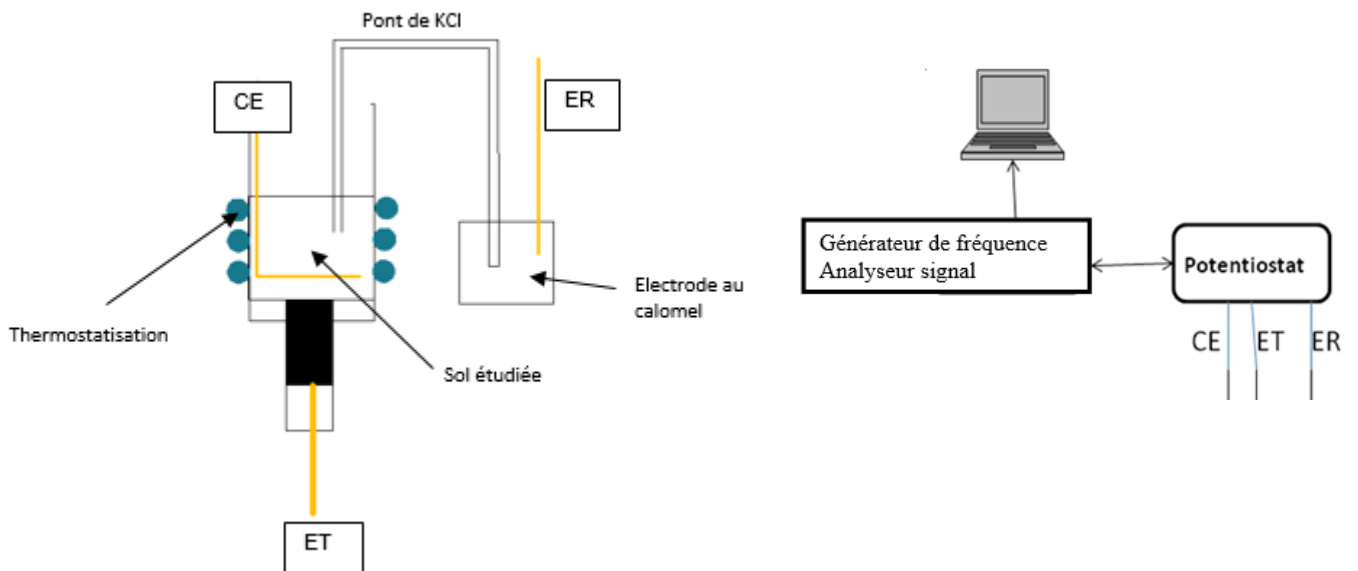 Pont de KCl
CE
ER
Thermostatisation
Electrode au
calomel
Sol étudiée
ET
Générateur de fréquence
Analyseur signal
Potentiostat
CE ET ER